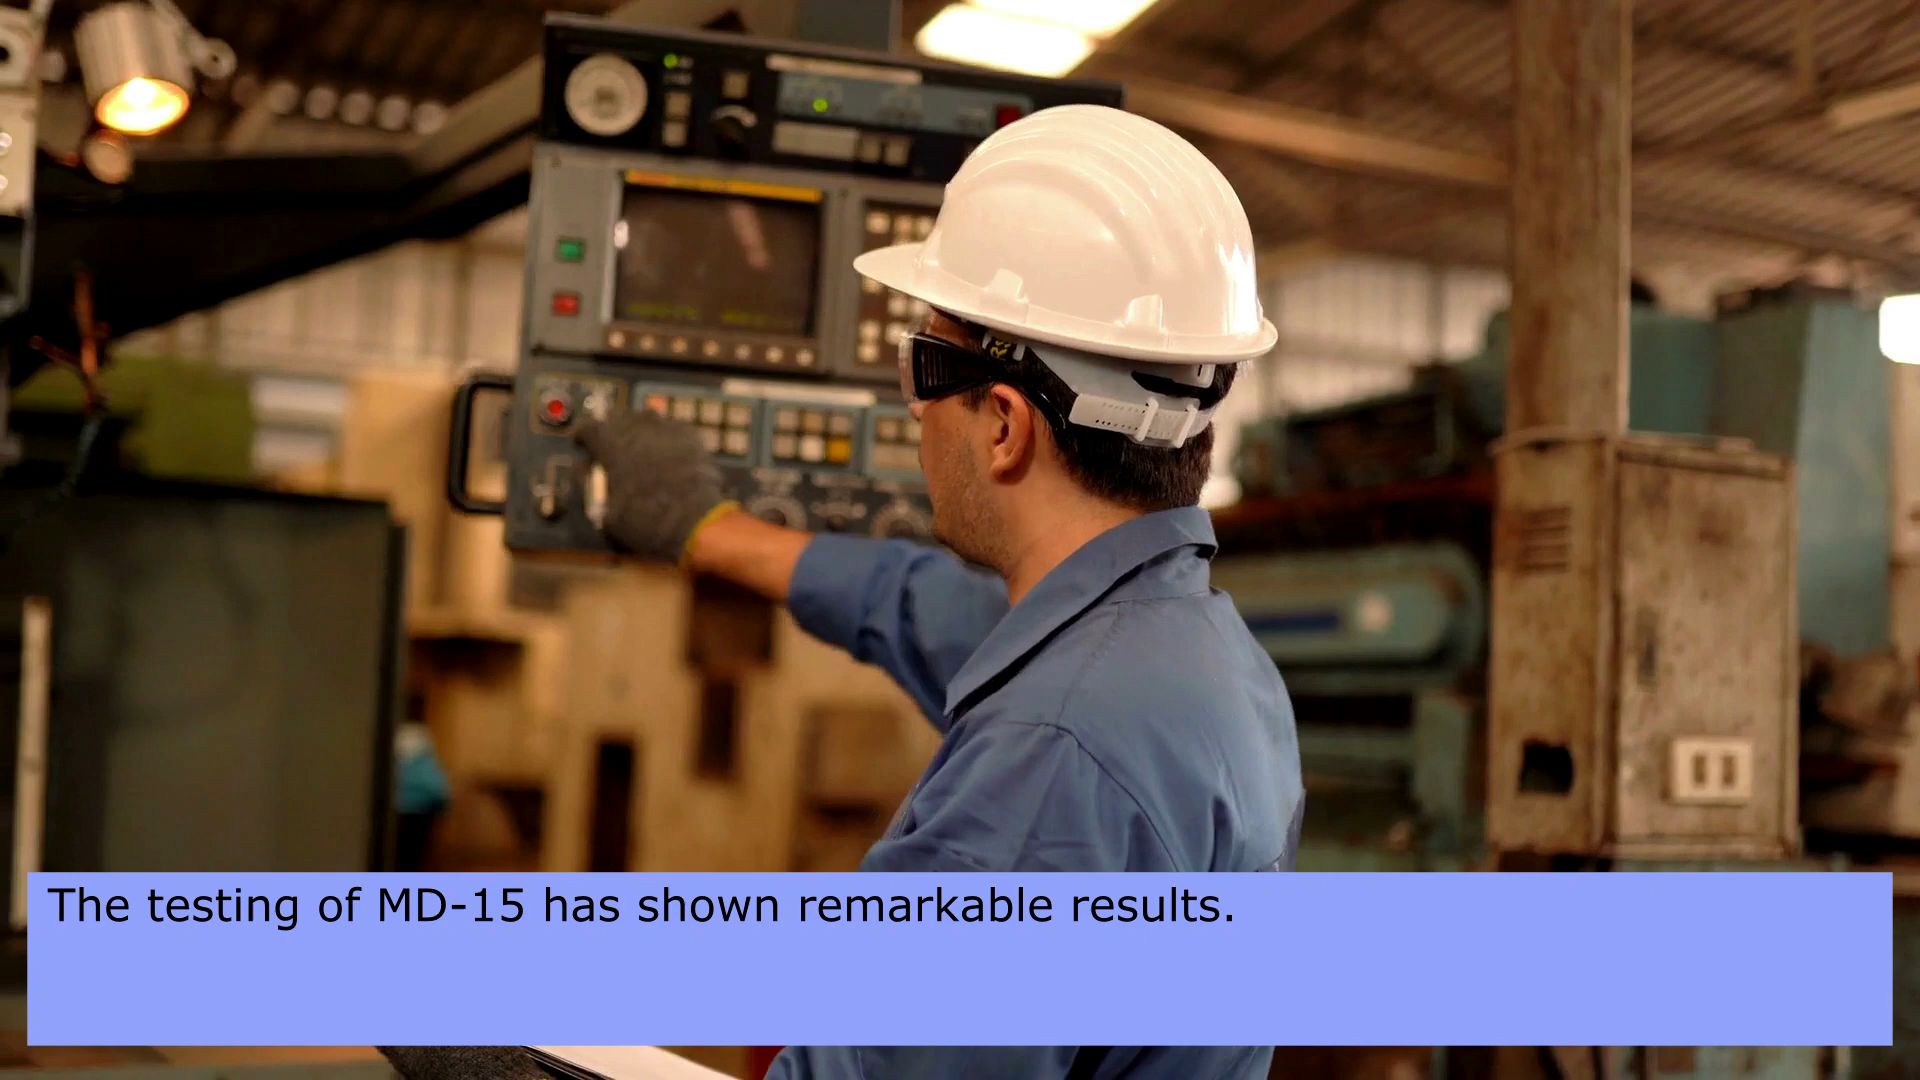 The testing of MD-15 has shown remarkable results.